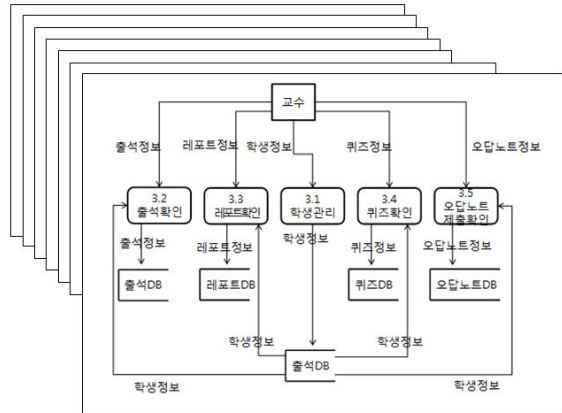 교수
출석정보
레포트정보
학생정보
퀴즈정보
오답노트정보
3.2
출석확인
3.3
레포트확인
3.1
학생관리
3.4
퀴즈확인
3.5
오답노트
제출확인
출석정보
레포트정보
학생정보
퀴즈정보
오답노트정보
출석DB
레포트DB
퀴즈DB
오답노트DB
학생정보
학생정보
출석DB
학생정보
학생정보